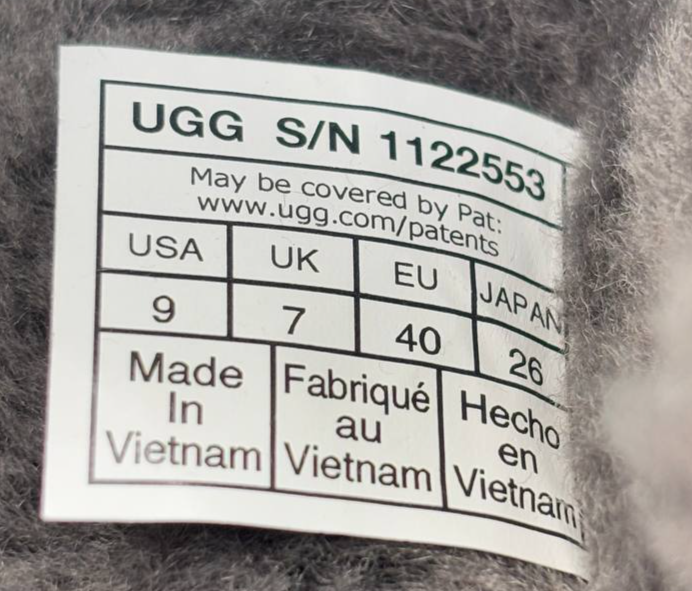 UGG S/N 1122553
May be covered by Pat:
www.ugg.com/patents
USA UK EU JAPAN
9 7 40 26
Made Fabriqué Hecho
In au en
Vietnam Vietnam Vietnam